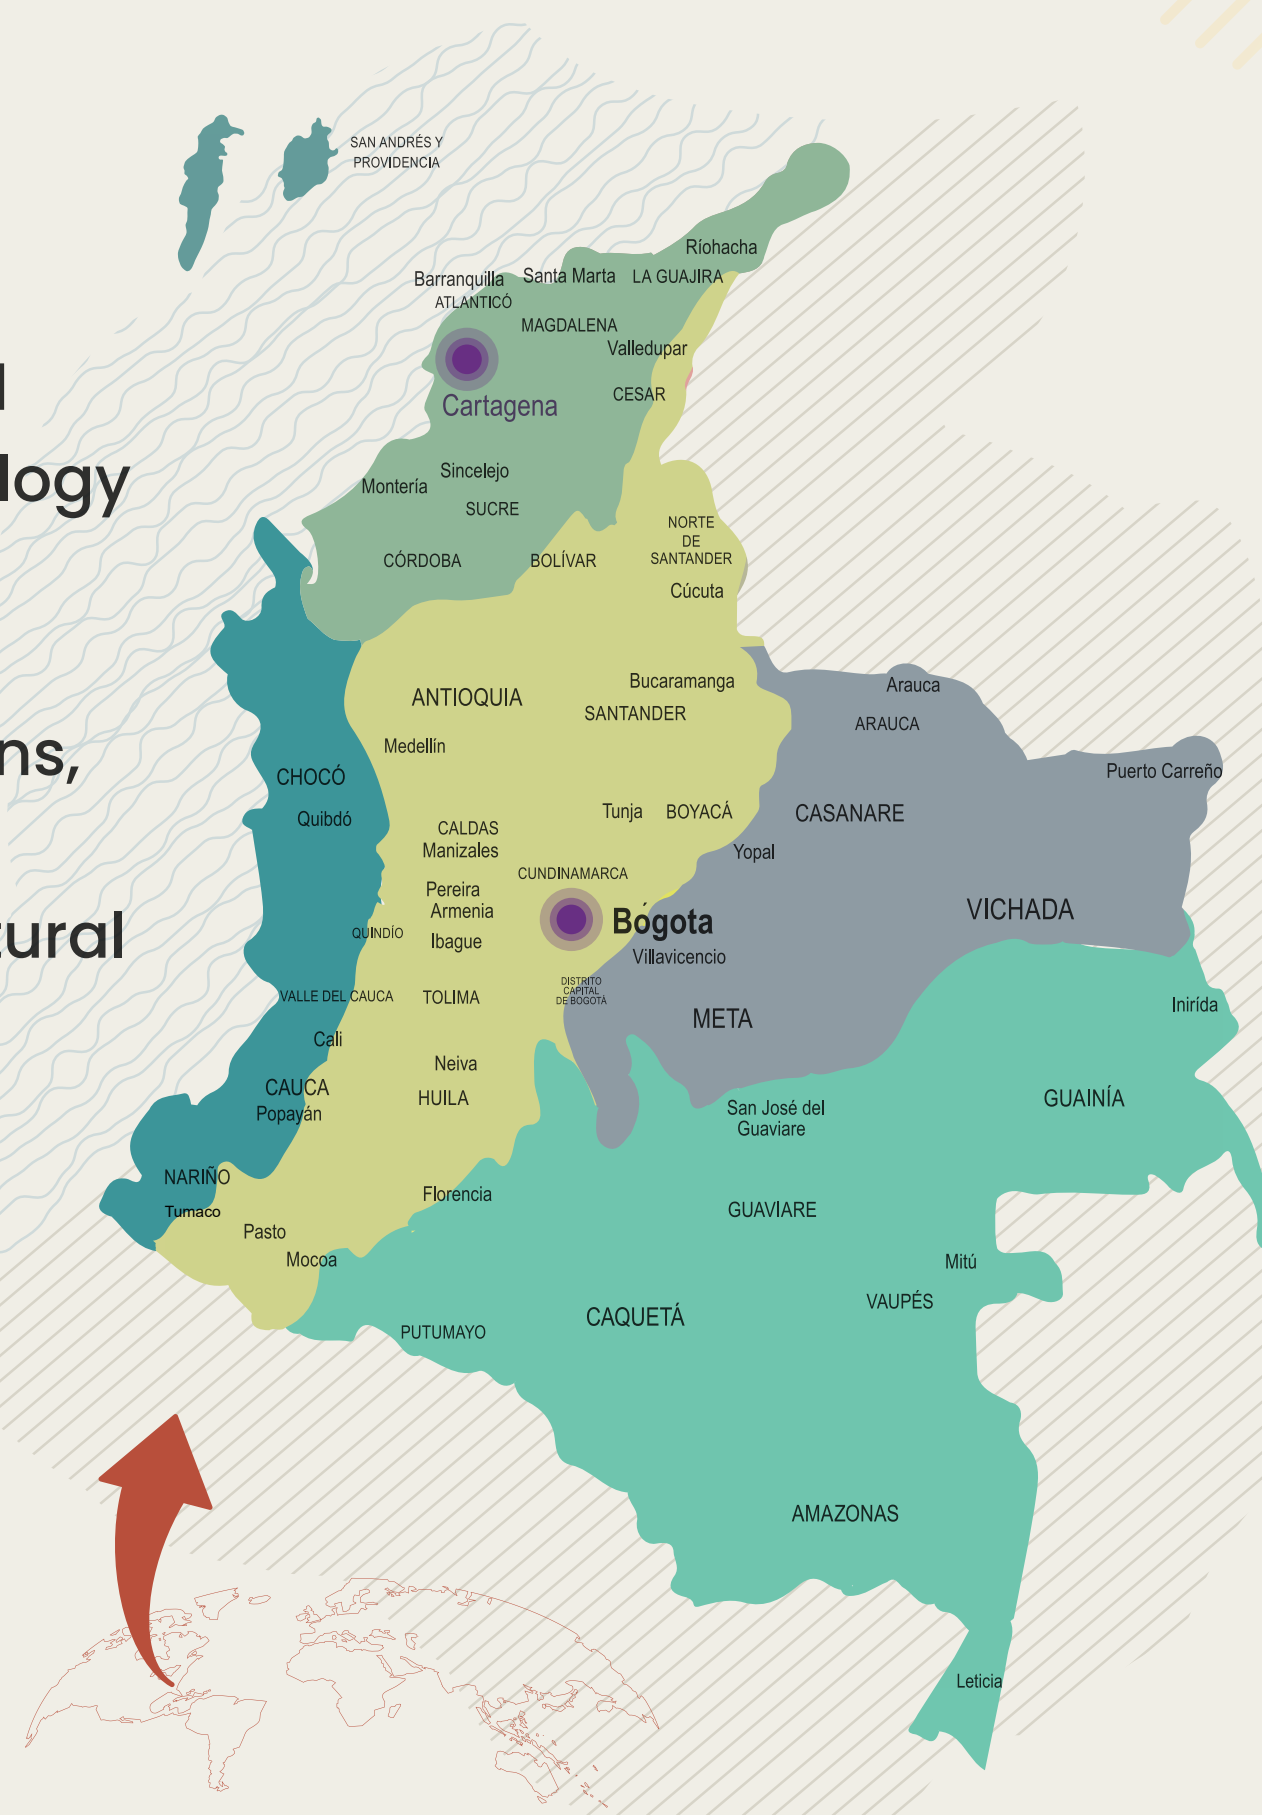 SAN ANDRÉS Y
PROVIDENCIA
Ríohacha
Barranquilla
Santa Marta
LA GUAJIRA
ATLANTICÓ
MAGDALENA
Valledupar
CESAR
Cartagena
logy
Sincelejo
Montería
SUCRE
NORTE
DE
SANTANDER
CÓRDOBA
BOLÍVAR
Cúcuta
Bucaramanga
Arauca
ANTIOQUIA
SANTANDER
ARAUCA
Medellín
ns,
CHOCÓ
Puerto Carreño
Quibdó
Tunja
BOYACÁ
CASANARE
CALDAS
Manizales
Yopal
CUNDINAMARCA
Pereira
Armenia
VICHADA
Bógota
tural
QUINDÍO
Ibague
Villavicencio
DISTRITO
CAPITAL
DE BOGOTÁ
VALLE DEL CAUCA
TOLIMA
Inirída
META
Cali
Neiva
CAUCA
HUILA
GUAINÍA
Popayán
San José del
Guaviare
NARIÑO
Florencia
Tumaco
GUAVIARE
Pasto
Mocoa
Mitú
VAUPÉS
CAQUETÁ
PUTUMAYO
AMAZONAS
Leticia